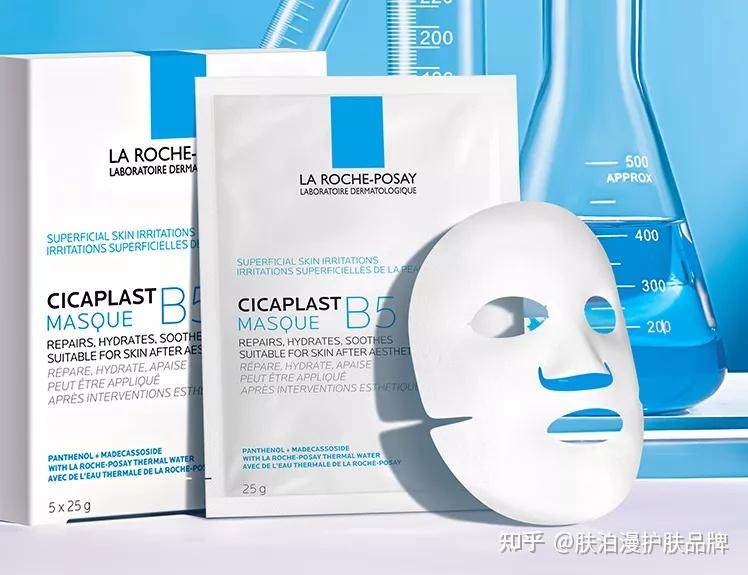 LA ROCHE-
LABORATOIRE DERMA
SUPERFICIAL SKIN IRRITATIONS
IRRITATIONS SUPERFICIELLES DE
CICAPLAST
MASQUE B5
REPAIRS, HYDRATES, SOOTHES
SUITABLE FOR SKIN AFTER AES
RÉPARE, HYDRATE, APAISE
PEUT ÊTRE APPLIQUÉ
APRÈS INTERVENTIONS ESTH
PANTHENOL + MADECASSOSIDE
WITH LA ROCHE-POSAY THERMAL WATER
AVEC DE L'EAU THERMALE DE LA ROCHE-PO
5 x 25 g
LA ROCHE-POSAY
LABORATOIRE DERMATOLOGIQUE
SUPERFICIAL SKIN IRRITATIONS
IRRITATIONS SUPERFICIELLES DE LA PEA
CICAPLAST
MASQUE B5
REPAIRS, HYDRATES, SOOTHES
SUITABLE FOR SKIN AFTER AESTHET
RÉPARE, HYDRATE, APAISE
PEUT ÊTRE APPLIQUÉ
APRÈS INTERVENTIONS ESTHÉTIQU
PANTHENOL + MADECASSOSIDE
WITH LA ROCHE-POSAY THERMAL WATER
AVEC DE L'EAU THERMALE DE LA ROCHE-POSAY
25 g
200
500
APPROX
400
300
200
知乎 @肤泊漫护肤品牌